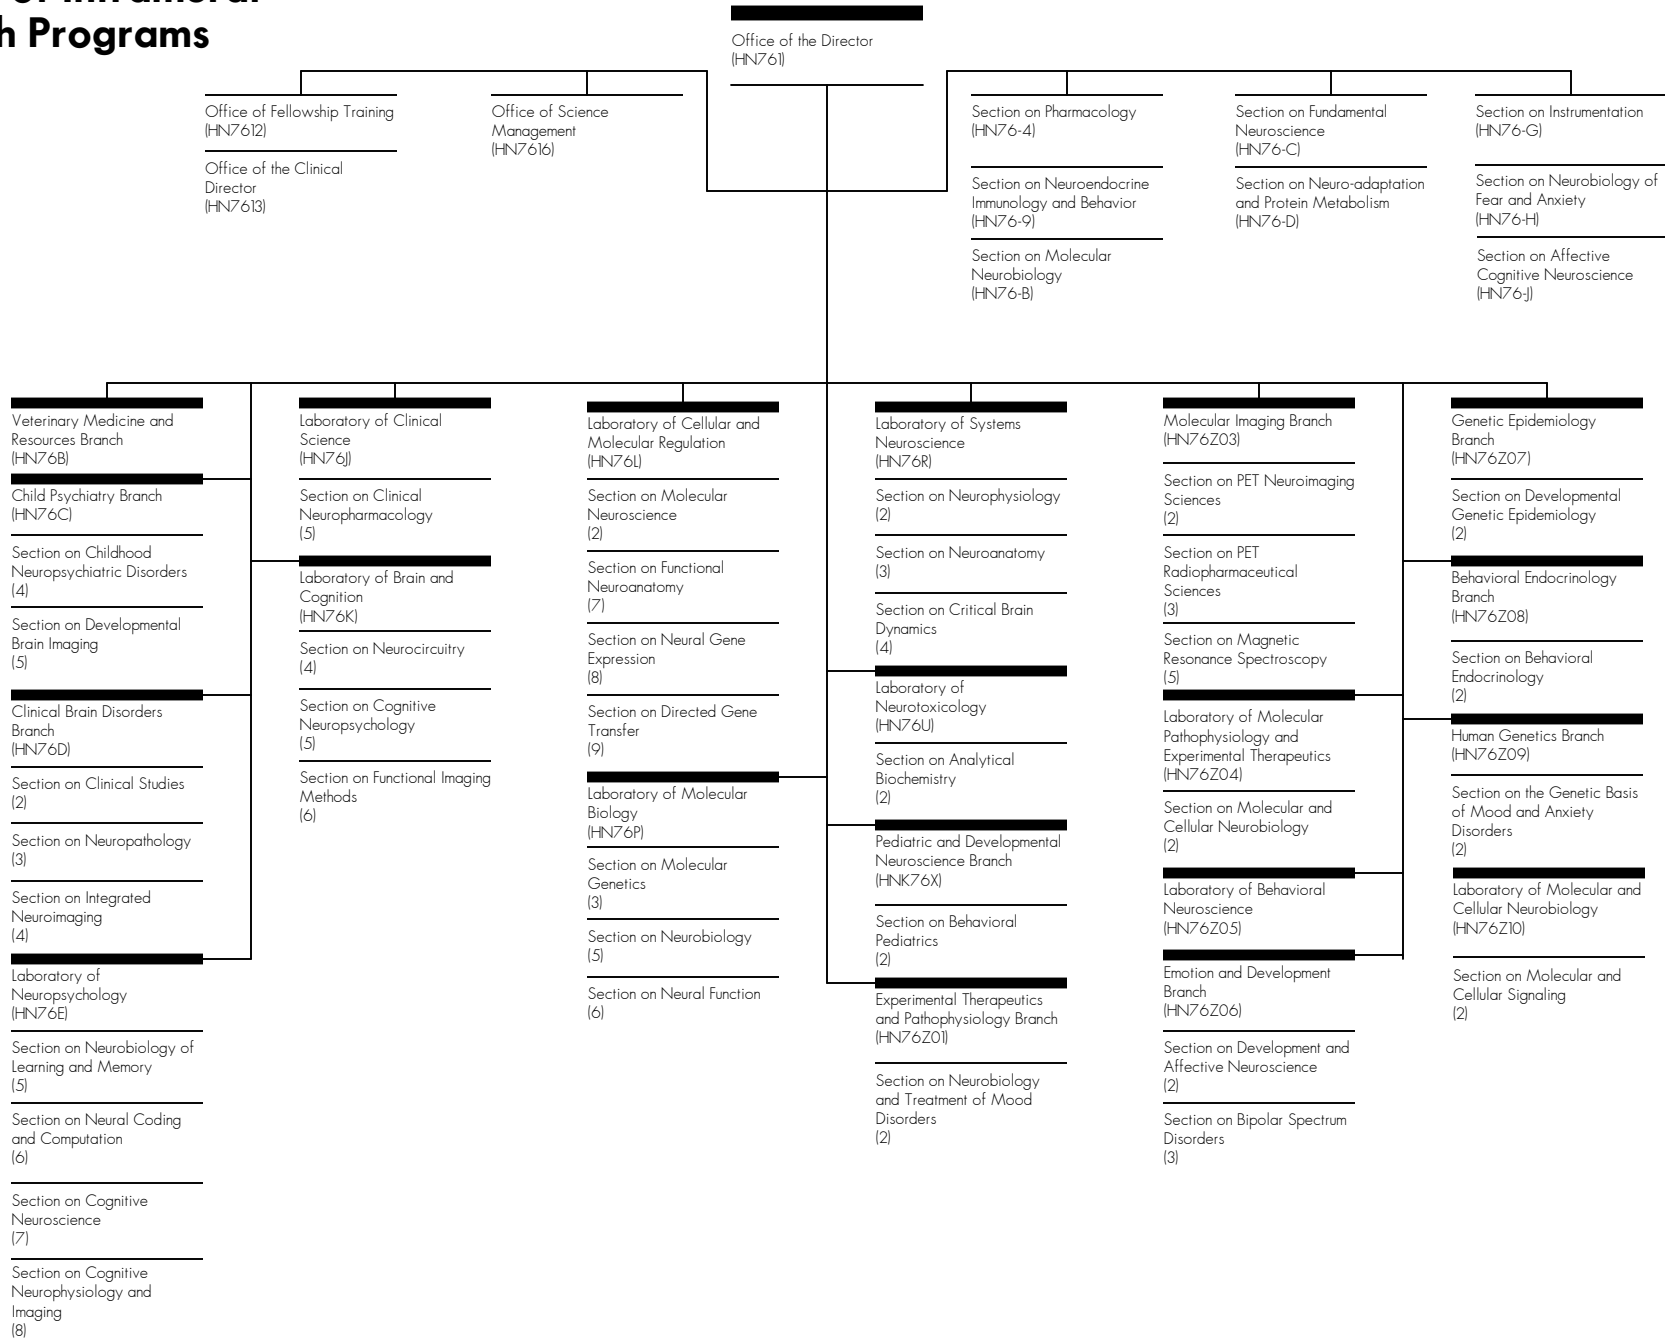 h Programs
Office of the Director
(HN761)
Office of Fellowship Training
(HN7612)
Office of the Clinical
Director
(HN7613)
Office of Science
Management
(HN7616)
Section on Pharmacology
(HN76-4)
Section on Neuroendocrine
Immunology and Behavior
(HN76-9)
Section on Molecular
Neurobiology
(HN76-B)
Section on Fundamental
Neuroscience
(HN76-C)
Section on Neuro-adaptation
and Protein Metabolism
(HN76-D)
Section on Instrumentation
(HN76-G)
Section on Neurobiology of
Fear and Anxiety
(HN76-H)
Section on Affective
Cognitive Neuroscience
(HN76-J)
Veterinary Medicine and
Resources Branch
(HN76B)
Child Psychiatry Branch
(HN76C)
Section on Childhood
Neuropsychiatric Disorders
(4)
Section on Developmental
Brain Imaging
(5)
Clinical Brain Disorders
Branch
(HN76D)
Section on Clinical Studies
(2)
Section on Neuropathology
(3)
Section on Integrated
Neuroimaging
(4)
Laboratory of
Neuropsychology
(HN76E)
Section on Neurobiology of
Learning and Memory
(5)
Section on Neural Coding
and Computation
(6)
Section on Cognitive
Neuroscience
(7)
Section on Cognitive
Neurophysiology and
Imaging
(8)
Laboratory of Clinical
Science
(HN76J)
Section on Clinical
Neuropharmacology
(5)
Laboratory of Brain and
Cognition
(HN76K)
Section on Neurocircuitry
(4)
Section on Cognitive
Neuropsychology
(5)
Section on Functional Imaging
Methods
(6)
Laboratory of Cellular and
Molecular Regulation
(HN76L)
Section on Molecular
Neuroscience
(2)
Section on Functional
Neuroanatomy
(7)
Section on Neural Gene
Expression
(8)
Section on Directed Gene
Transfer
(9)
Laboratory of Molecular
Biology
(HN76P)
Section on Molecular
Genetics
(3)
Section on Neurobiology
(5)
Section on Neural Function
(6)
Laboratory of Systems
Neuroscience
(HN76R)
Section on Neurophysiology
(2)
Section on Neuroanatomy
(3)
Section on Critical Brain
Dynamics
(4)
Laboratory of
Neurotoxicology
(HN76U)
Section on Analytical
Biochemistry
(2)
Pediatric and Developmental
Neuroscience Branch
(HNK76X)
Section on Behavioral
Pediatrics
(2)
Experimental Therapeutics
and Pathophysiology Branch
(HN76Z01)
Section on Neurobiology
and Treatment of Mood
Disorders
(2)
Molecular Imaging Branch
(HN76Z03)
Section on PET Neuroimaging
Sciences
(2)
Section on PET
Radiopharmaceutical
Sciences
(3)
Section on Magnetic
Resonance Spectroscopy
(5)
Laboratory of Molecular
Pathophysiology and
Experimental Therapeutics
(HN76Z04)
Section on Molecular and
Cellular Neurobiology
(2)
Laboratory of Behavioral
Neuroscience
(HN76Z05)
Emotion and Development
Branch
(HN76Z06)
Section on Development and
Affective Neuroscience
(2)
Section on Bipolar Spectrum
Disorders
(3)
Genetic Epidemiology
Branch
(HN76Z07)
Section on Developmental
Genetic Epidemiology
(2)
Behavioral Endocrinology
Branch
(HN76Z08)
Section on Behavioral
Endocrinology
(2)
Human Genetics Branch
(HN76Z09)
Section on the Genetic Basis
of Mood and Anxiety
Disorders
(2)
Laboratory of Molecular and
Cellular Neurobiology
(HN76Z10)
Section on Molecular and
Cellular Signaling
(2)